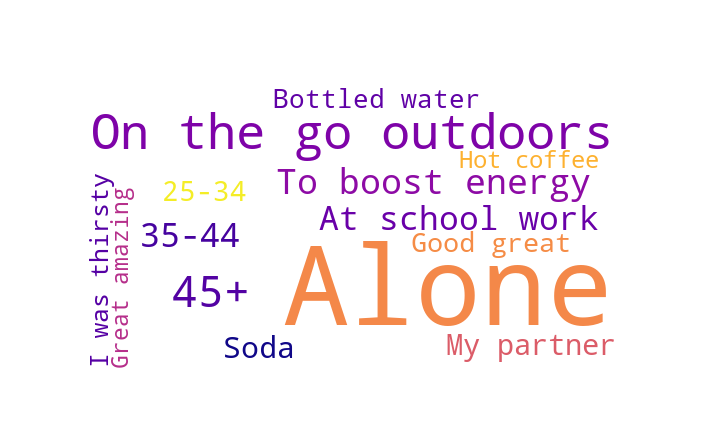 Bottled water
On the go outdoors
Hot coffee
25-34
To boost energy
I was thirsty
Great amazing
35-44
At school work
Good great
45+
Alone
Soda
My partner